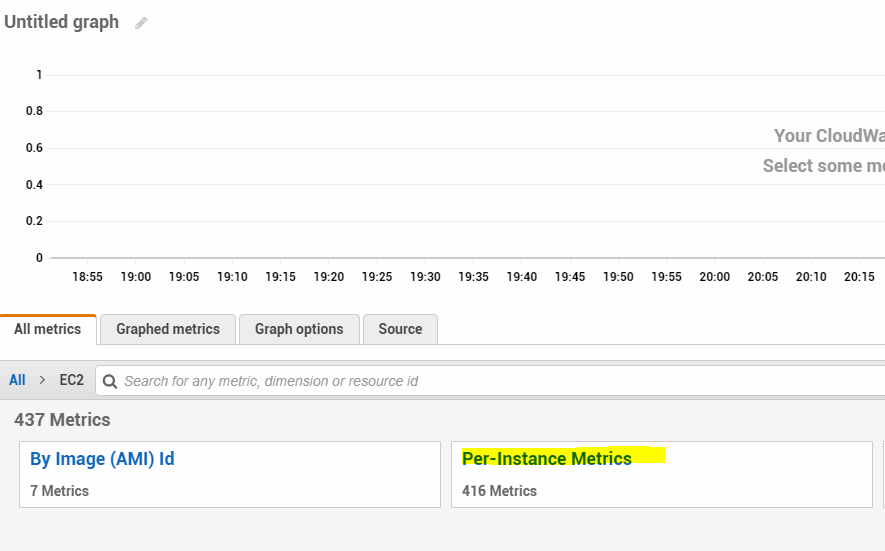 Untitled graph
1
0.8
Your CloudWa
0.6
Select some m
0.4
0.2
0
18:55 19:00 19:05 19:10 19:15 19:20 19:25 19:30 19:35 19:40 19:45 19:50 19:55 20:00 20:05 20:10 20:15
All metrics Graphed metrics Graph options Source
All > EC2 Search for any metric, dimension or resource id
437 Metrics
By Image (AMI) Id Per-Instance Metrics
7 Metrics 416 Metrics